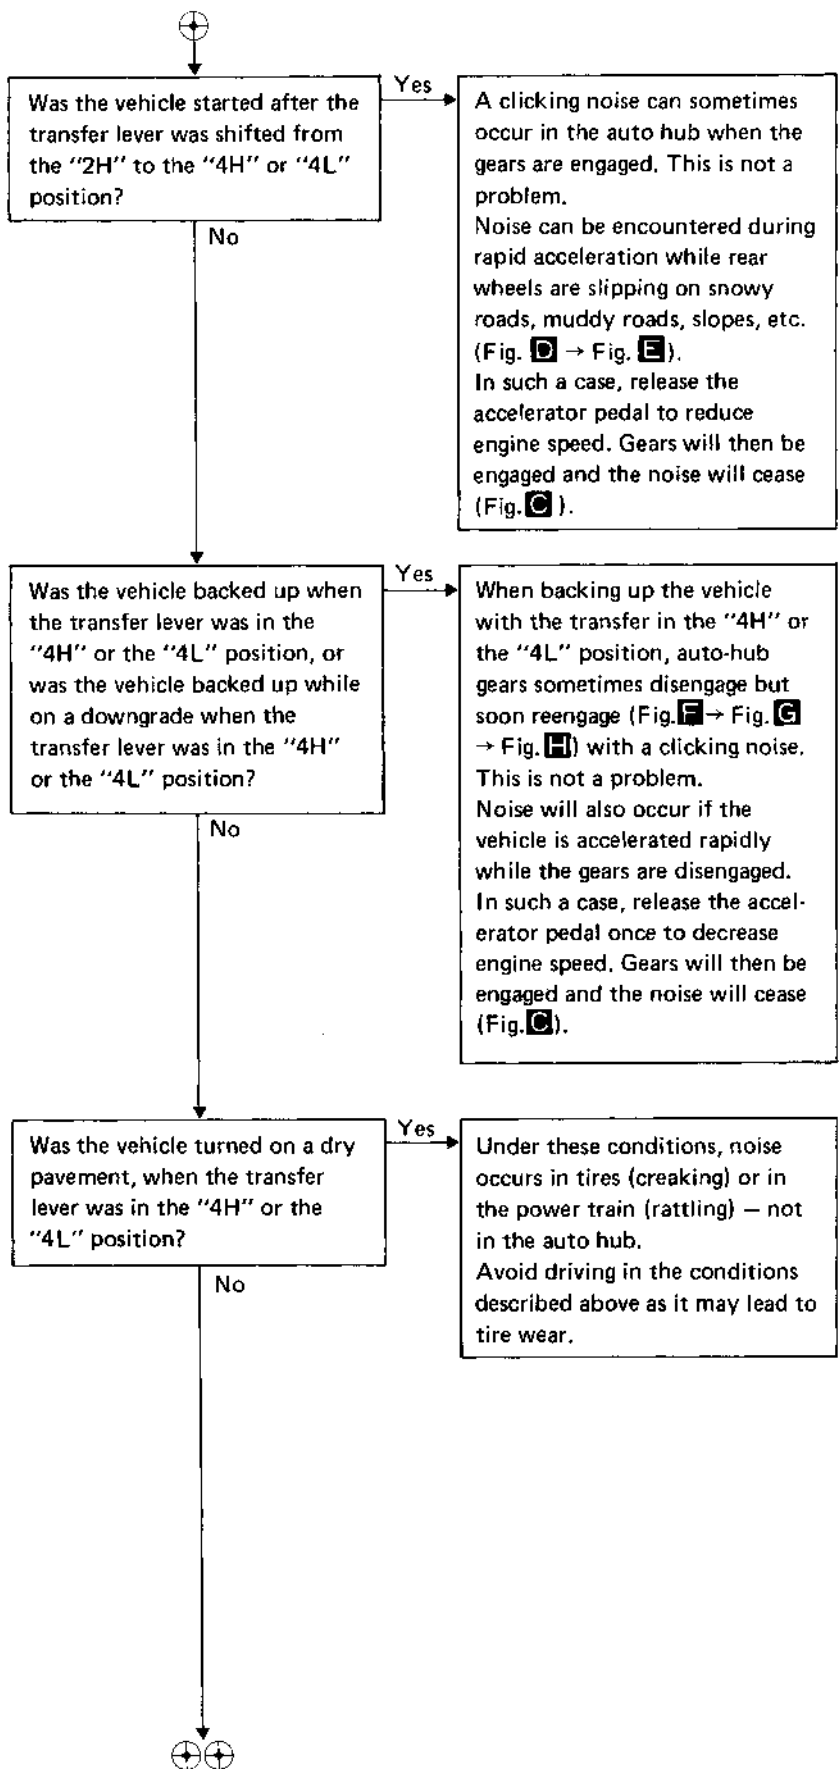 Was the vehicle started after the
transfer lever was shifted from
the "2H" to the "4H" or "4L"
position?
Yes
A clicking noise can sometimes
occur in the auto hub when the
gears are engaged. This is not a
problem.
Noise can be encountered during
rapid acceleration while rear
wheels are slipping on snowy
roads, muddy roads, slopes, etc.
(Fig. D → Fig. E).
In such a case, release the
accelerator pedal to reduce
engine speed. Gears will then be
engaged and the noise will cease
(Fig. C ).
No
Was the vehicle backed up when
the transfer lever was in the
"4H" or the "4L" position, or
was the vehicle backed up while
on a downgrade when the
transfer lever was in the "4H"
or the "4L" position?
Yes
When backing up the vehicle
with the transfer in the "4H" or
the "4L" position, auto-hub
gears sometimes disengage but
soon reengage (Fig. F → Fig. G
→ Fig. H) with a clicking noise.
This is not a problem.
Noise will also occur if the
vehicle is accelerated rapidly
while the gears are disengaged.
In such a case, release the accel-
erator pedal once to decrease
engine speed. Gears will then be
engaged and the noise will cease
(Fig. C).
No
Was the vehicle turned on a dry
pavement, when the transfer
lever was in the "4H" or the
"4L" position?
Yes
Under these conditions, noise
occurs in tires (creaking) or in
the power train (rattling) — not
in the auto hub.
Avoid driving in the conditions
described above as it may lead to
tire wear.
No